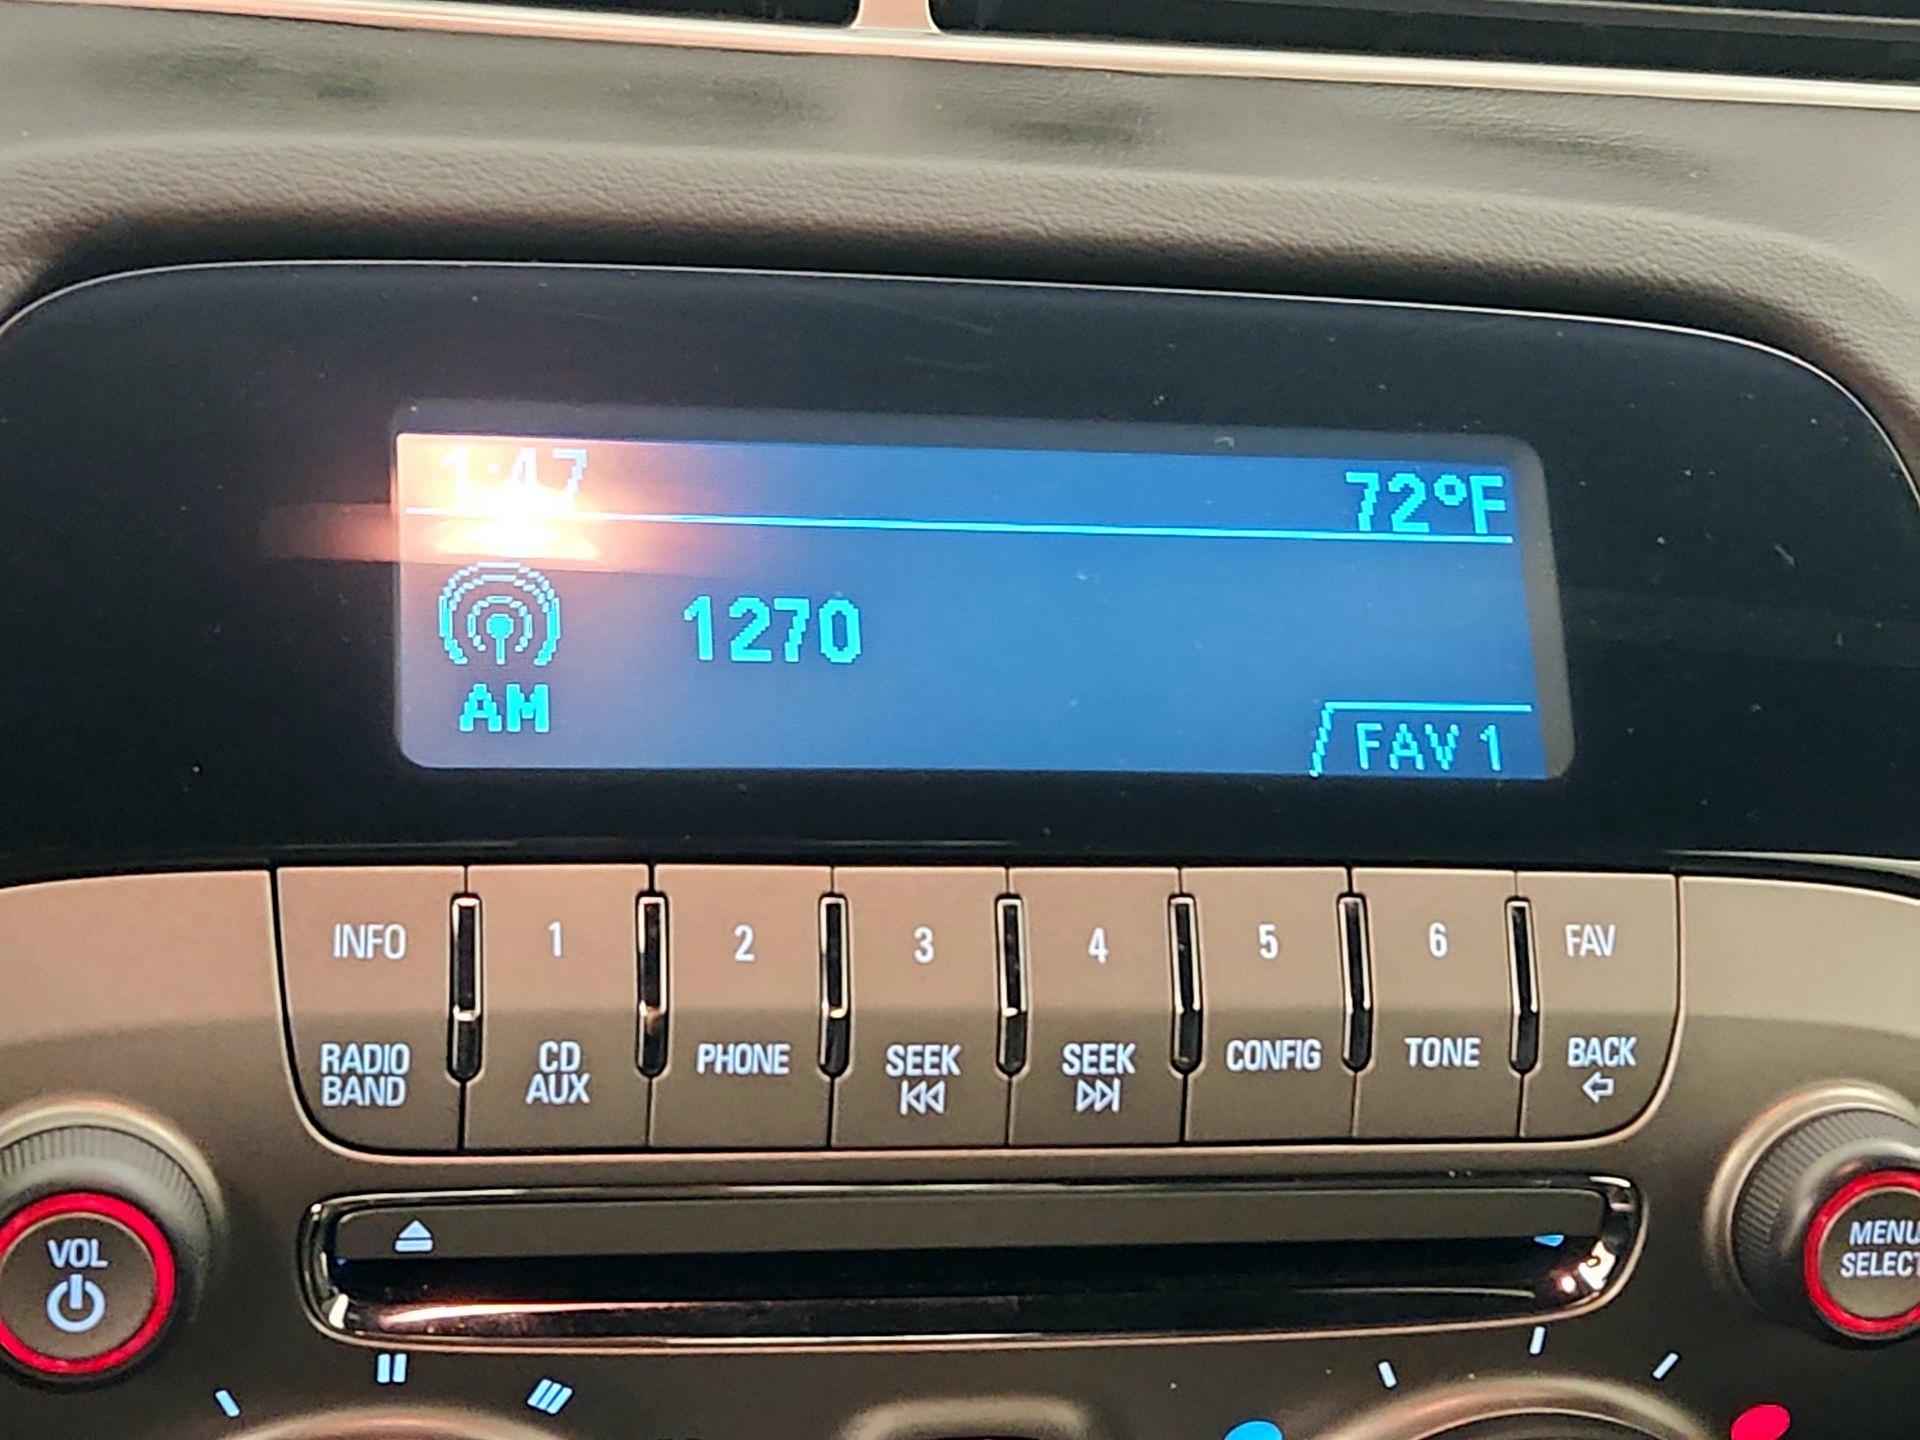 1:47 72°F
1270
AM
FAV 1
INFO 1 2 3 4 5 6 FAV
RADIO BAND CD AUX PHONE SEEK SEEK CONFIG TONE BACK
VOL
MENU
SELECT